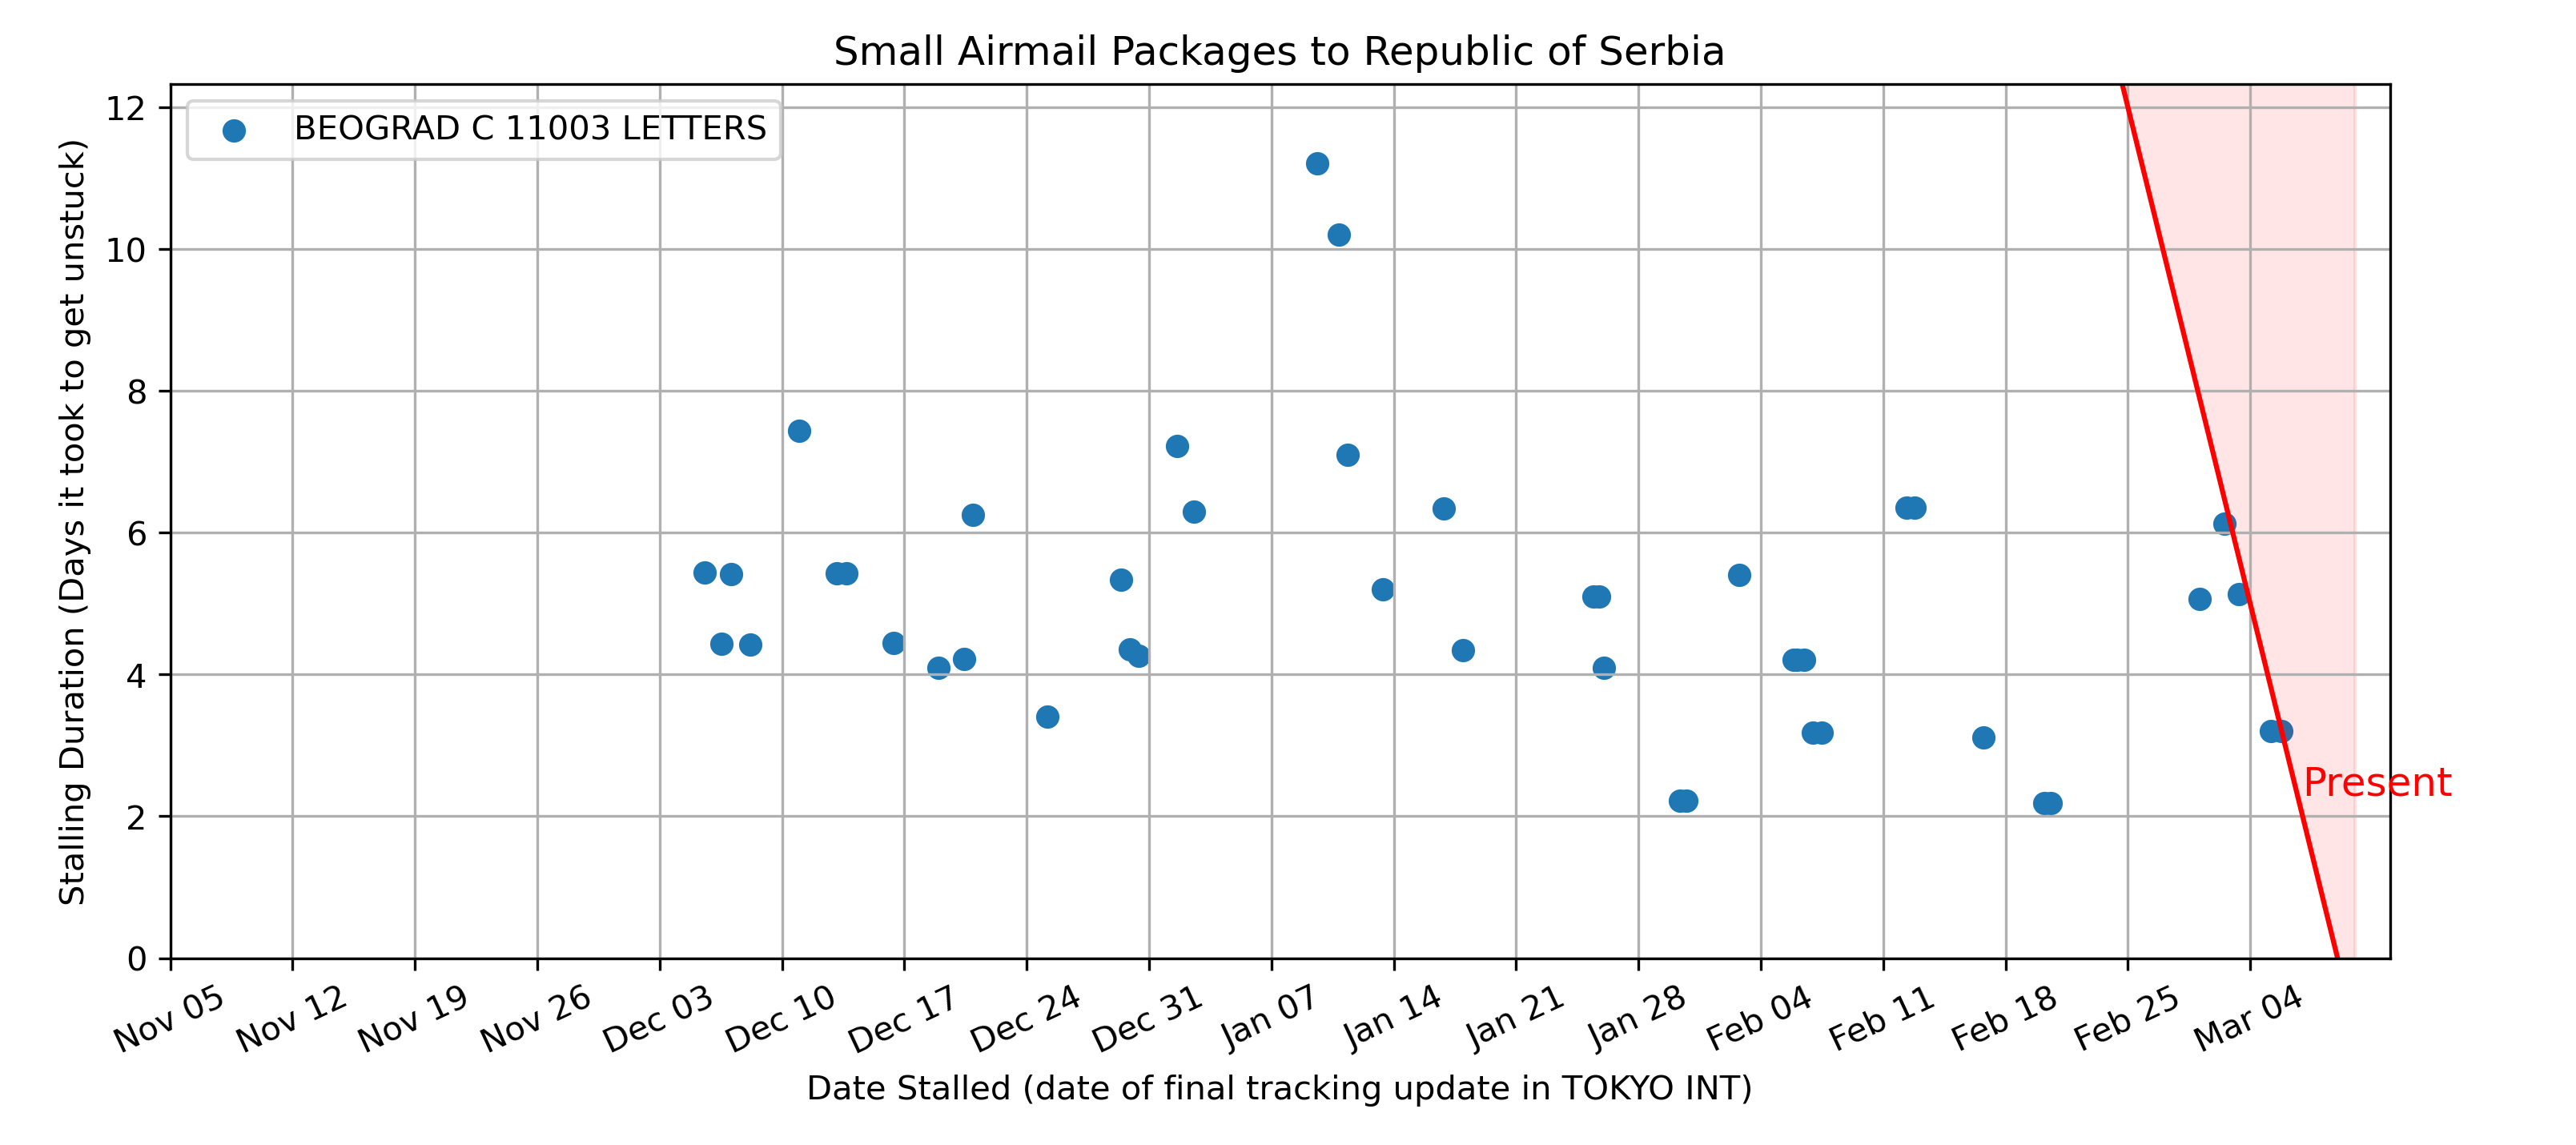 Small Airmail Packages to Republic of Serbia
BEOGRAD C 11003 LETTERS
Stalling Duration (Days it took to get unstuck)
12
10
8
6
4
2
0
Present
Nov 05
Nov 12
Nov 19
Nov 26
Dec 03
Dec 10
Dec 17
Dec 24
Dec 31
Jan 07
Jan 14
Jan 21
Jan 28
Feb 04
Feb 11
Feb 18
Feb 25
Mar 04
Date Stalled (date of final tracking update in TOKYO INT)